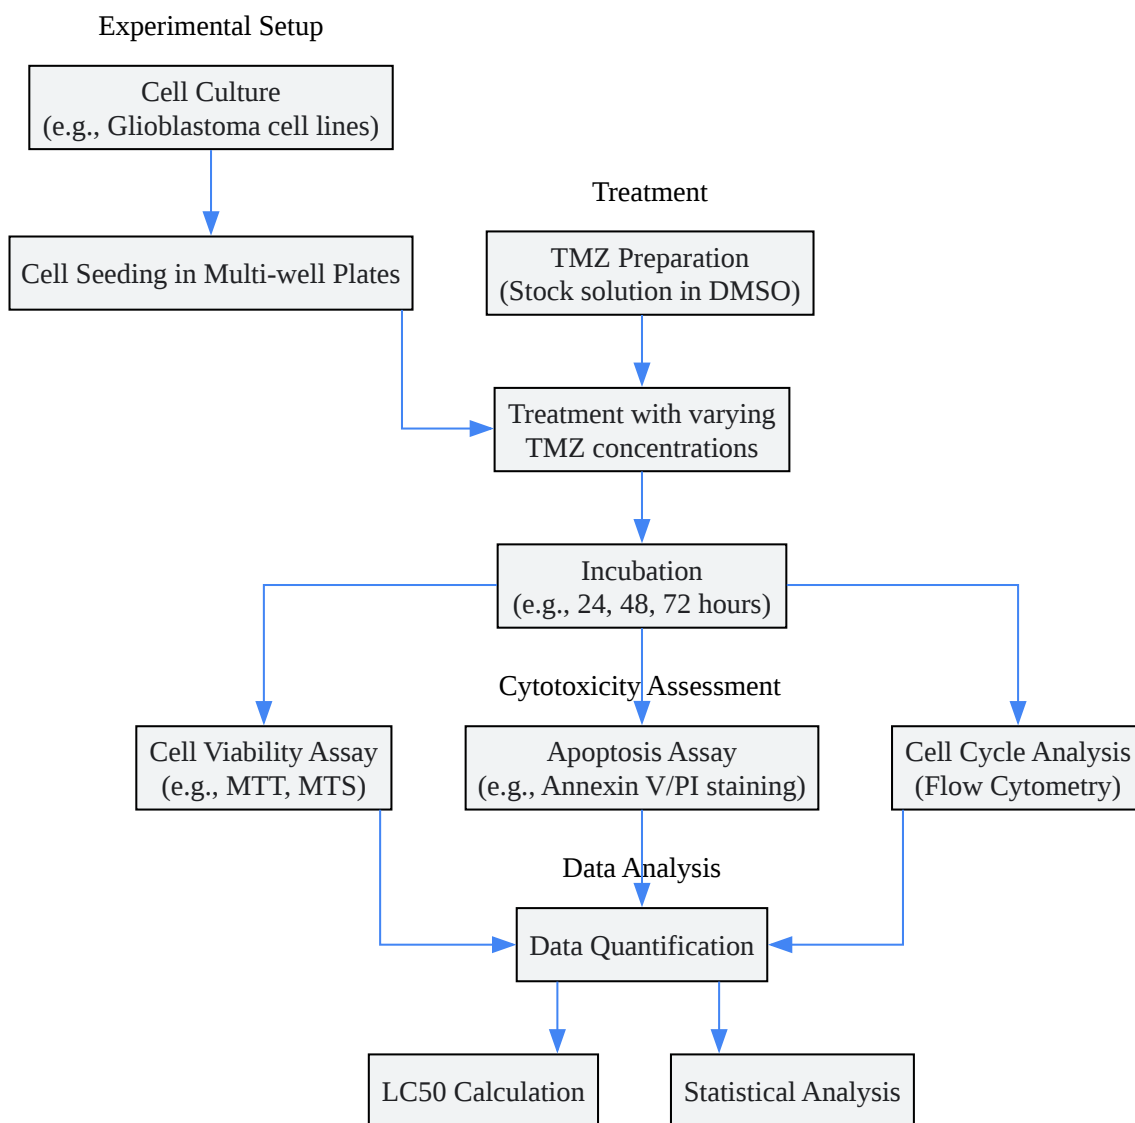 Experimental Setup
Cell Culture
(e.g., Glioblastoma cell lines)
Treatment
Cell Seeding in Multi-well Plates
TMZ Preparation
(Stock solution in DMSO)
Treatment with varying
TMZ concentrations
Incubation
(e.g., 24, 48, 72 hours)
Cytotoxicity Assessment
Cell Viability Assay
(e.g., MTT, MTS)
Apoptosis Assay
(e.g., Annexin V/PI staining)
Cell Cycle Analysis
(Flow Cytometry)
Data Analysis
Data Quantification
LC50 Calculation
Statistical Analysis